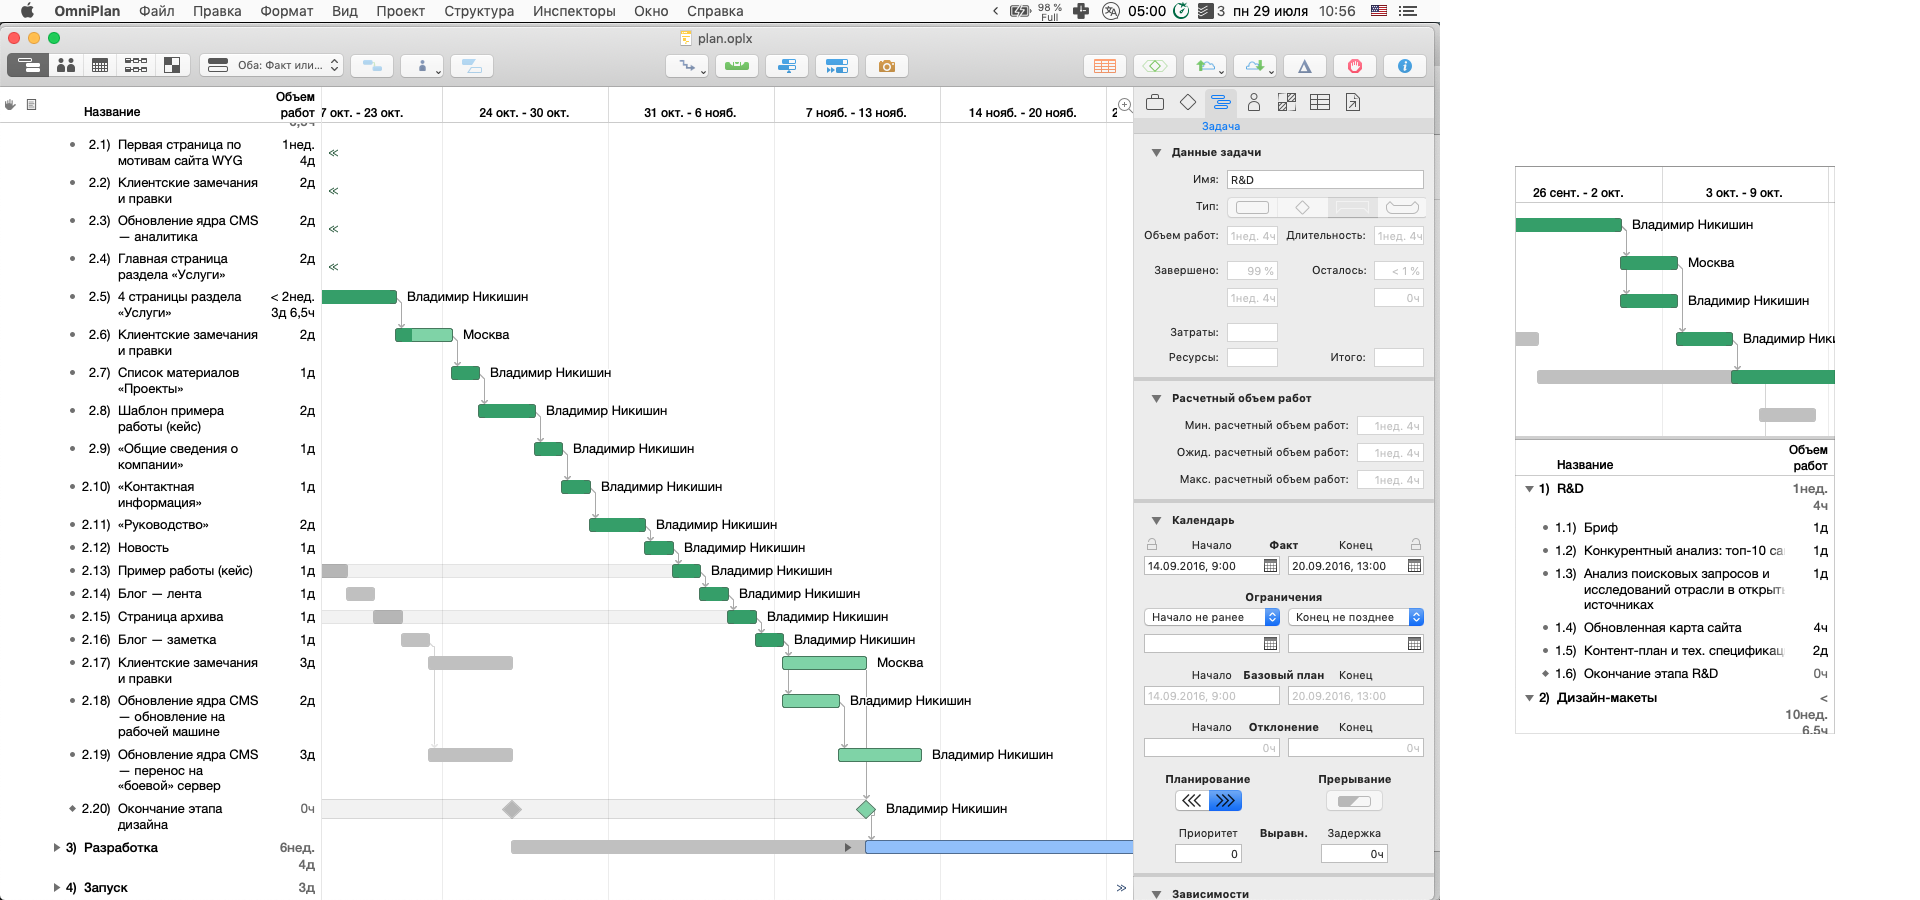 OmniPlan Файл Правка Формат Вид Проект Структура Инспекторы Окно Справка
98 % Full 05:00 3 пн 29 июля 10:56
plan.oplx
Оба: Факт или...
Название Объем работ
7 окт. - 23 окт. 24 окт. - 30 окт. 31 окт. - 6 нояб. 7 нояб. - 13 нояб. 14 нояб. - 20 нояб. 2
2.1) Первая страница по 1нед.
мотивам сайта WYG 4д
2.2) Клиентские замечания 2д
и правки
2.3) Обновление ядра CMS 2д
— аналитика
2.4) Главная страница 2д
раздела «Услуги»
2.5) 4 страницы раздела < 2нед. Владимир Никишин
«Услуги» 3д 6,5ч
2.6) Клиентские замечания 2д Москва
и правки
2.7) Список материалов 1д Владимир Никишин
«Проекты»
2.8) Шаблон примера 2д Владимир Никишин
работы (кейс)
2.9) «Общие сведения о 1д Владимир Никишин
компании»
2.10) «Контактная 1д Владимир Никишин
информация»
2.11) «Руководство» 2д Владимир Никишин
2.12) Новость 1д Владимир Никишин
2.13) Пример работы (кейс) 1д Владимир Никишин
2.14) Блог — лента 1д Владимир Никишин
2.15) Страница архива 1д Владимир Никишин
2.16) Блог — заметка 1д Владимир Никишин
2.17) Клиентские замечания 3д Москва
и правки
2.18) Обновление ядра CMS 2д Владимир Никишин
— обновление на
рабочей машине
2.19) Обновление ядра CMS 3д Владимир Никишин
— перенос на
«боевой» сервер
2.20) Окончание этапа 0ч Владимир Никишин
дизайна
3) Разработка 6нед.
4д
4) Запуск 3д
Задача
Данные задачи
Имя: R&D
Тип:
Объем работ: 1нед. 4ч Длительность: 1нед. 4ч
Завершено: 99 % Осталось: < 1 %
1нед. 4ч 0ч
Затраты:
Ресурсы: Итого:
Расчетный объем работ
Мин. расчетный объем работ: 1нед. 4ч
Ожид. расчетный объем работ: 1нед. 4ч
Макс. расчетный объем работ: 1нед. 4ч
Календарь
Начало Факт Конец
14.09.2016, 9:00 20.09.2016, 13:00
Ограничения
Начало не ранее Конец не позднее
Начало Базовый план Конец
14.09.2016, 9:00 20.09.2016, 13:00
Начало Отклонение Конец
0ч 0ч
Планирование Прерывание
Приоритет Выравн. Задержка
0 0ч
Зависимости
26 сент. - 2 окт. 3 окт. - 9 окт.
Владимир Никишин
Москва
Владимир Никишин
Владимир Ники
Название Объем работ
1) R&D 1нед.
4ч
1.1) Бриф 1д
1.2) Конкурентный анализ: топ-10 са 1д
1.3) Анализ поисковых запросов и 1д
исследований отрасли в открыт
источниках
1.4) Обновленная карта сайта 4ч
1.5) Контент-план и тех. спецификац 2д
1.6) Окончание этапа R&D 0ч
2) Дизайн-макеты <
10нед.
6,5ч